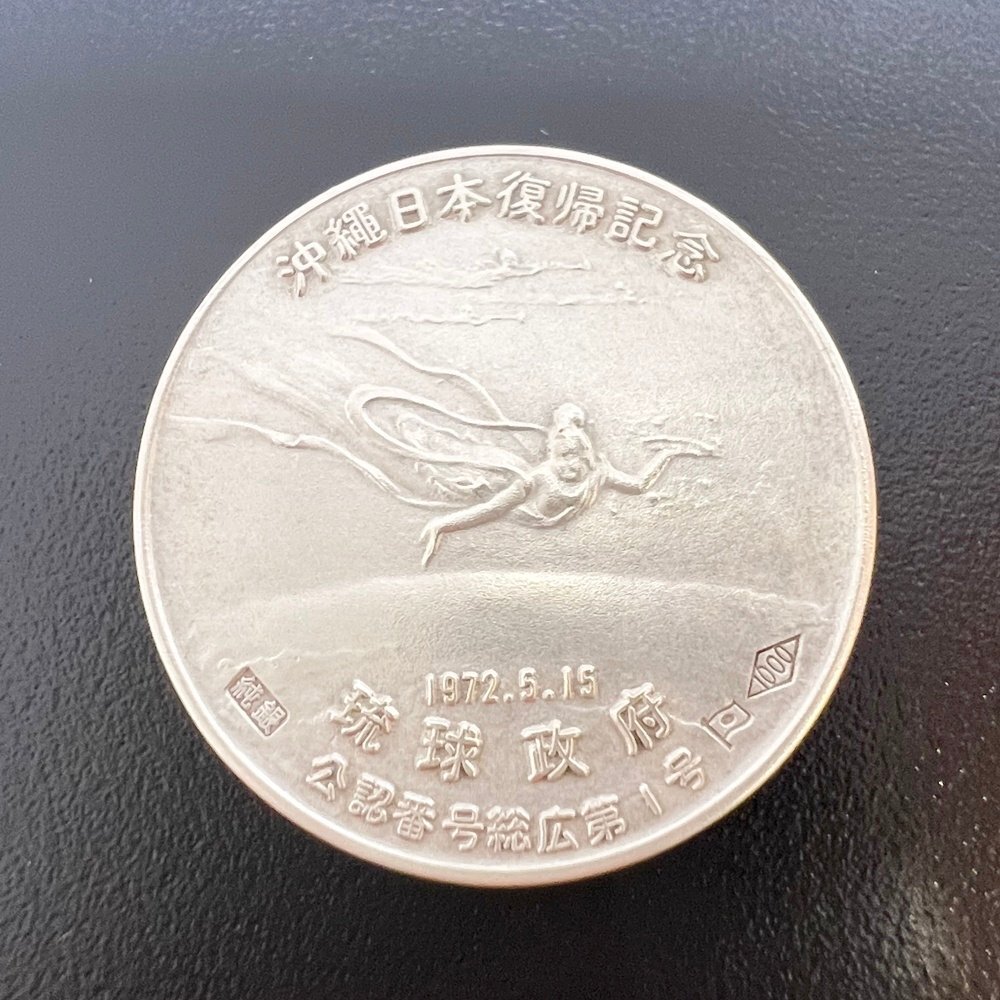 沖繩日本復帰記念
1972.5.15
純銀
1000
琉球政府
公認番号総広第1号